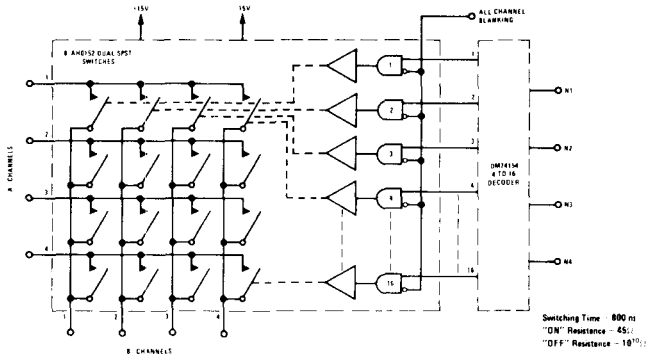 +15V
-15V
ALL CHANNEL
BLANKING
8 AH0152 DUAL SPST
SWITCHES
1
1
N1
1
2
2
2
N2
A CHANNELS
3
3
DM74154
4 TO 16
DECODER
3
4
4
N3
4
16
16
N4
1
2
3
4
B CHANNELS
Switching Time - 800 ns
"ON" Resistance - 45Ω
"OFF" Resistance - 10¹⁰Ω